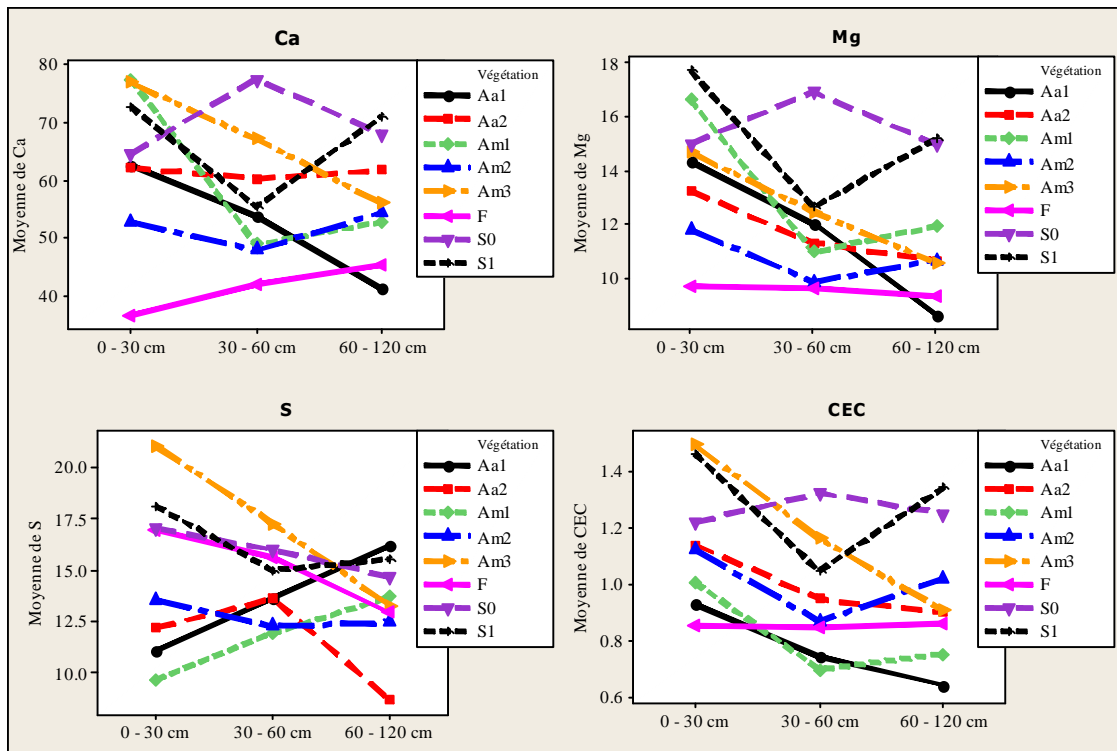 Ca
Moyenne de Ca
80
70
60
50
40
0 - 30 cm
30 - 60 cm
60 - 120 cm
Végétation
Aa1
Aa2
Am1
Am2
Am3
F
S0
S1
Mg
Moyenne de Mg
18
16
14
12
10
0 - 30 cm
30 - 60 cm
60 - 120 cm
Végétation
Aa1
Aa2
Am1
Am2
Am3
F
S0
S1
S
Moyenne de S
20.0
17.5
15.0
12.5
10.0
0 - 30 cm
30 - 60 cm
60 - 120 cm
Végétation
Aa1
Aa2
Am1
Am2
Am3
F
S0
S1
CEC
Moyenne de CEC
1.4
1.2
1.0
0.8
0.6
0 - 30 cm
30 - 60 cm
60 - 120 cm
Végétation
Aa1
Aa2
Am1
Am2
Am3
F
S0
S1